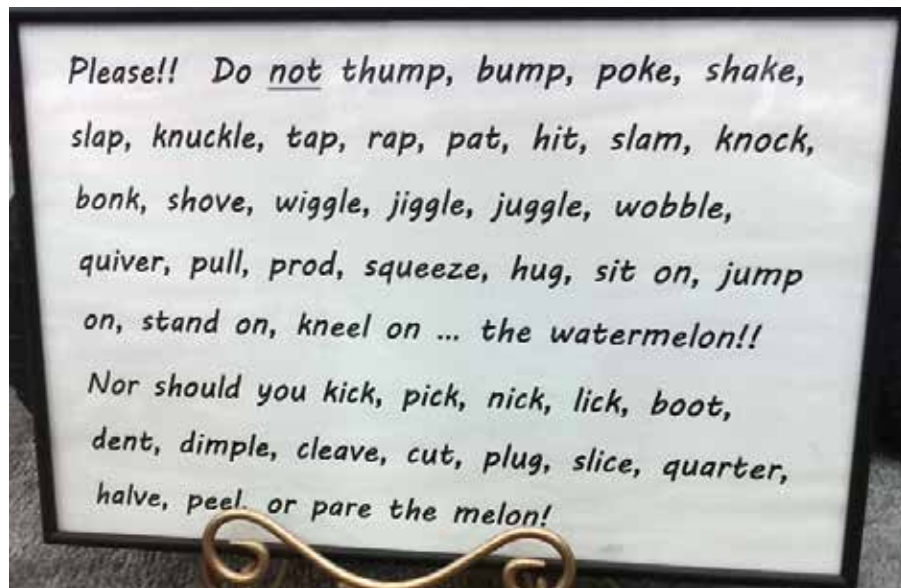 Please!! Do not thump, bump, poke, shake,
slap, knuckle, tap, rap, pat, hit, slam, knock,
bonk, shove, wiggle, jiggle, juggle, wobble,
quiver, pull, prod, squeeze, hug, sit on, jump
on, stand on, kneel on ... the watermelon!!
Nor should you kick, pick, nick, lick, boot,
dent, dimple, cleave, cut, plug, slice, quarter,
halve, peel, or pare the melon!